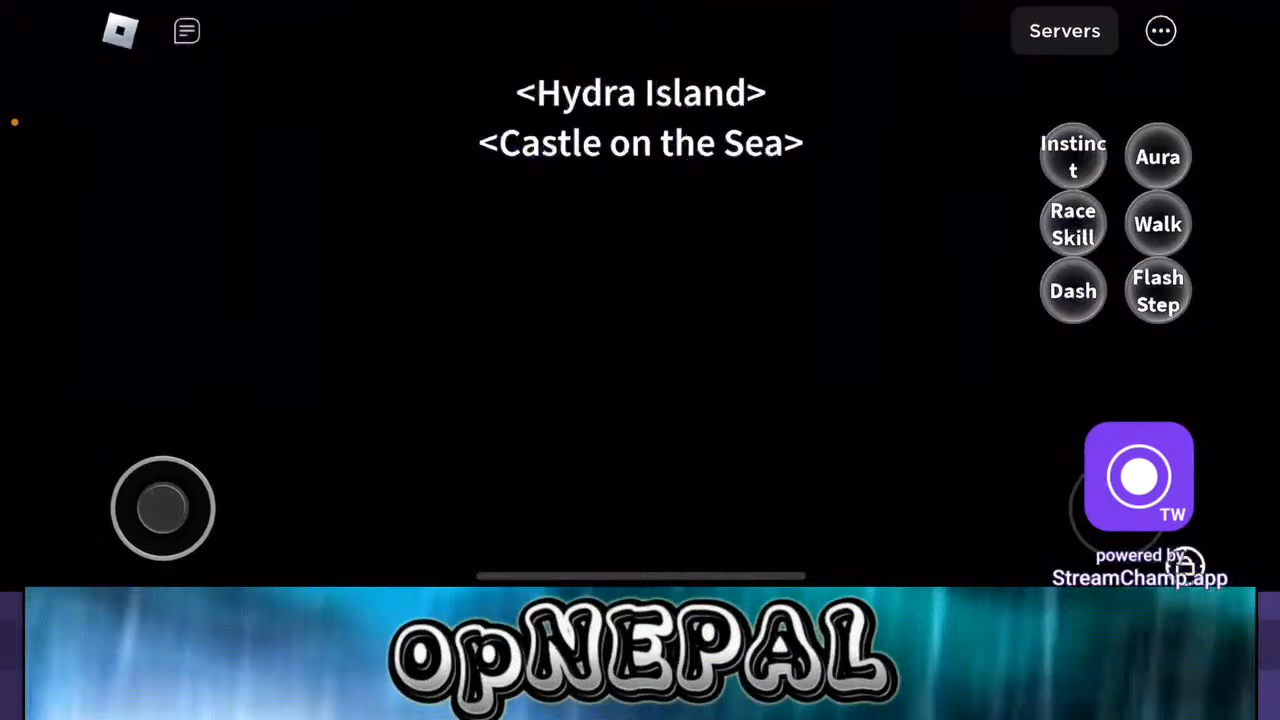 Servers
<Hydra Island>
<Castle on the Sea>
Instinc
t
Aura
Race
Skill
Walk
Dash
Flash
Step
TW
powered by
StreamChamp.app
OpNEPAL